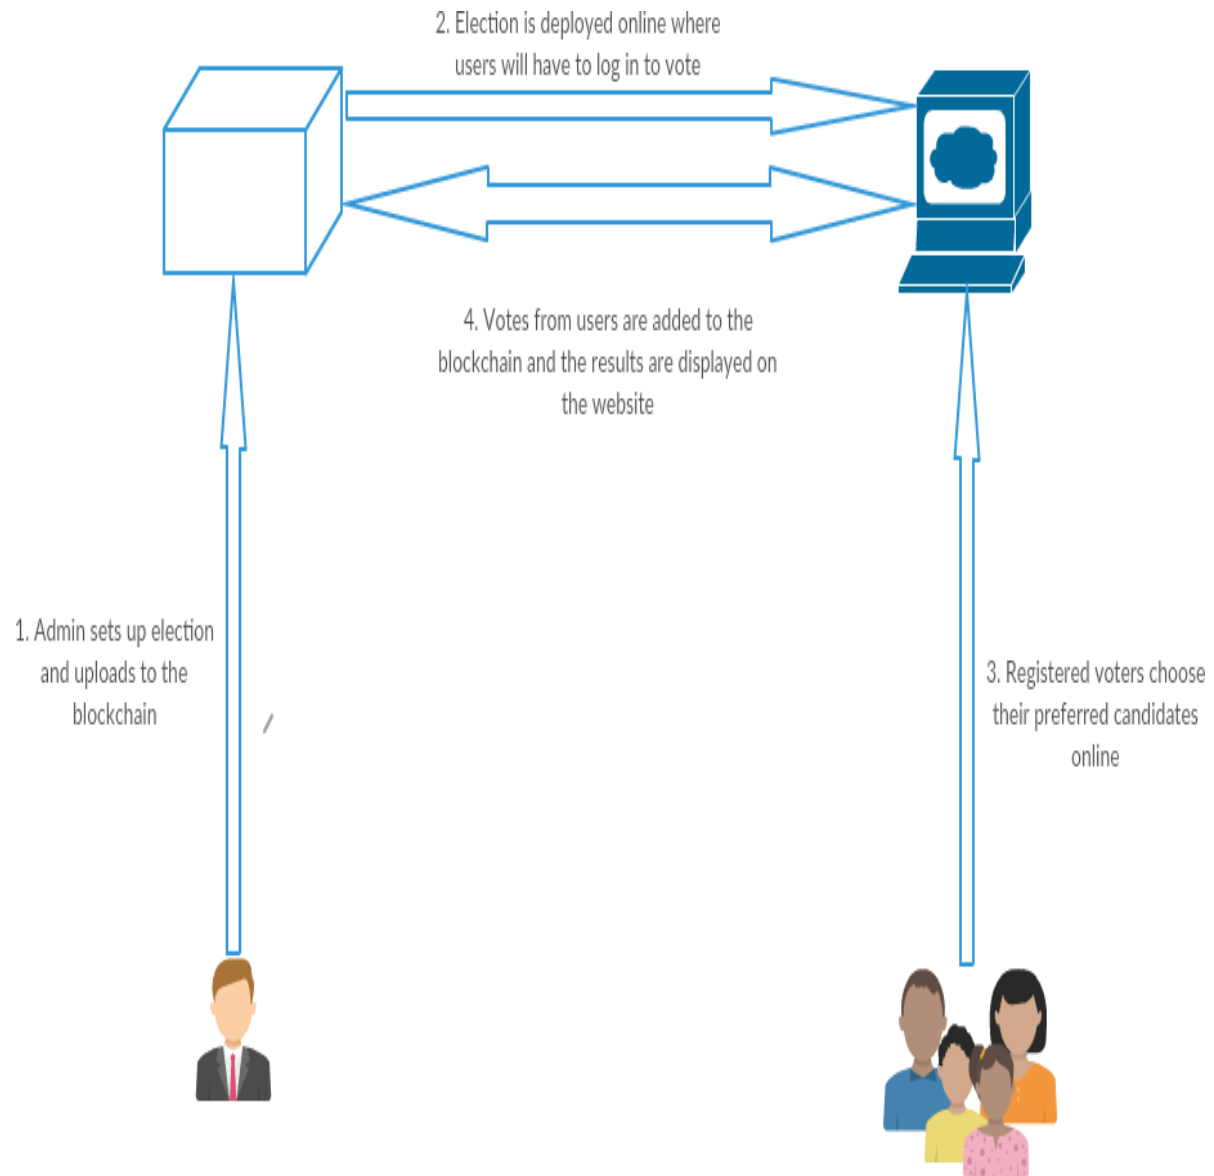 2. Election is deployed online where
users will have to log in to vote
4. Votes from users are added to the
blockchain and the results are displayed on
the website
1. Admin sets up election
and uploads to the
blockchain
3. Registered voters choose
their preferred candidates
online